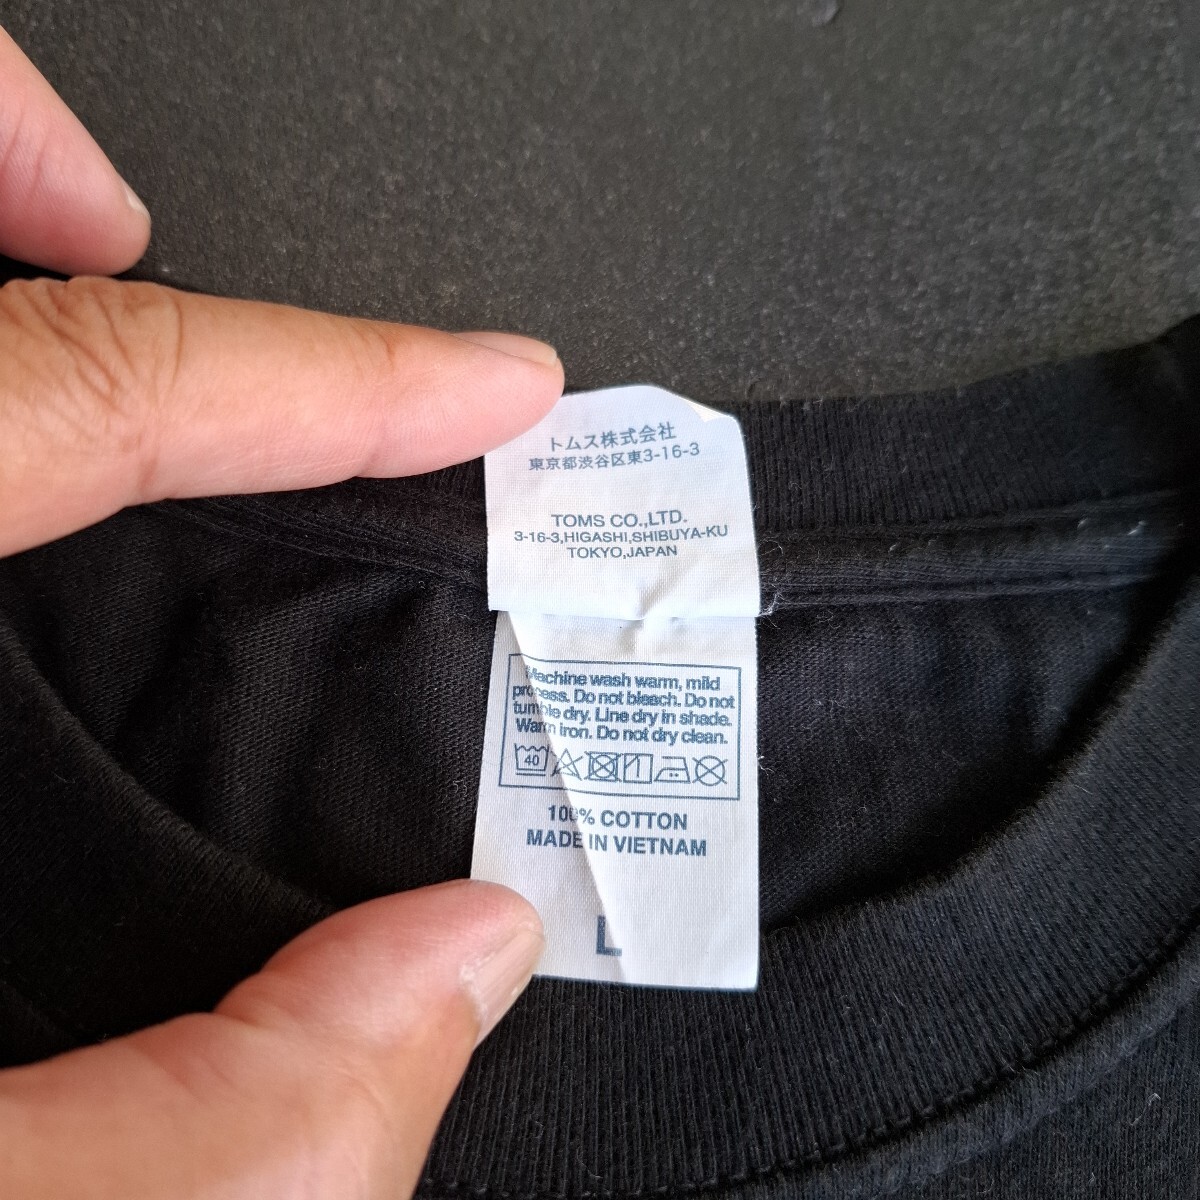 トムス株式会社
東京都渋谷区東3-16-3
TOMS CO.,LTD.
3-16-3,HIGASHI,SHIBUYA-KU
TOKYO,JAPAN
Machine wash warm, mild
process. Do not bleach. Do not
tumble dry. Line dry in shade.
Warm iron. Do not dry clean.
40
100% COTTON
MADE IN VIETNAM
L